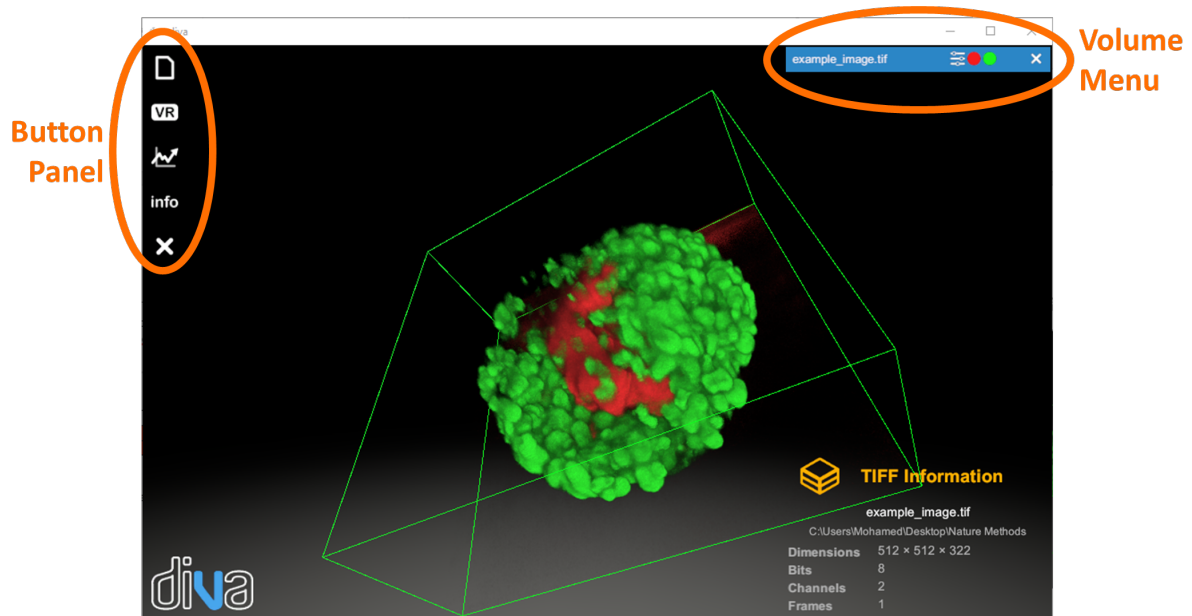 diva
Volume
Menu
example_image.tif
VR
Button
Panel
info
TIFF Information
example_image.tif
C:\Users\Mohamed\Desktop\Nature Methods
Dimensions 512 × 512 × 322
Bits 8
Channels 2
Frames 1
diva